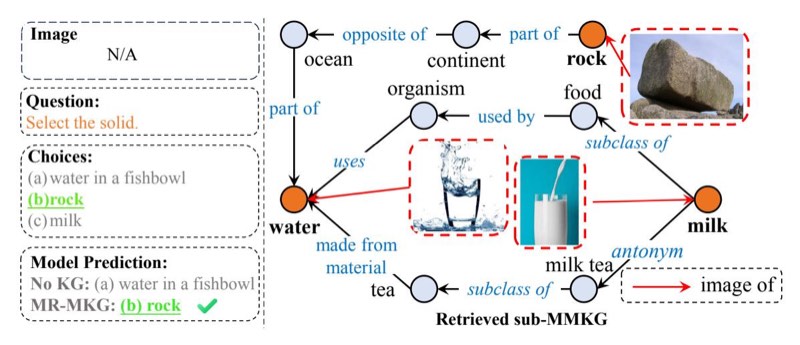 Image
N/A
Question:
Select the solid.
Choices:
(a) water in a fishbowl
(b)rock
(c) milk
Model Prediction:
No KG: (a) water in a fishbowl
MR-MKG: (b) rock
ocean
opposite of
continent
part of
rock
part of
organism
used by
food
uses
subclass of
water
milk
made from
material
antonym
tea
subclass of
milk tea
image of
Retrieved sub-MMKG